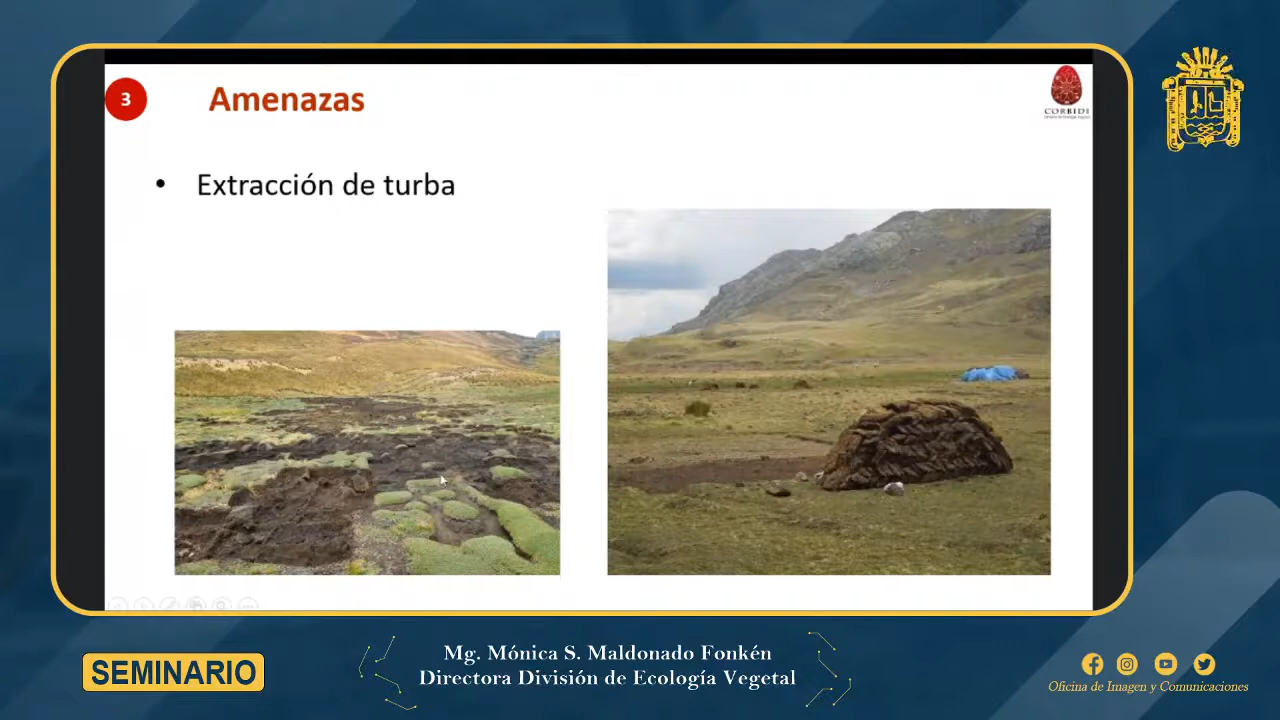 3
Amenazas
CORBIDI
• Extracción de turba
SEMINARIO
Mg. Mónica S. Maldonado Fonkén
Directora División de Ecología Vegetal
Oficina de Imagen y Comunicaciones